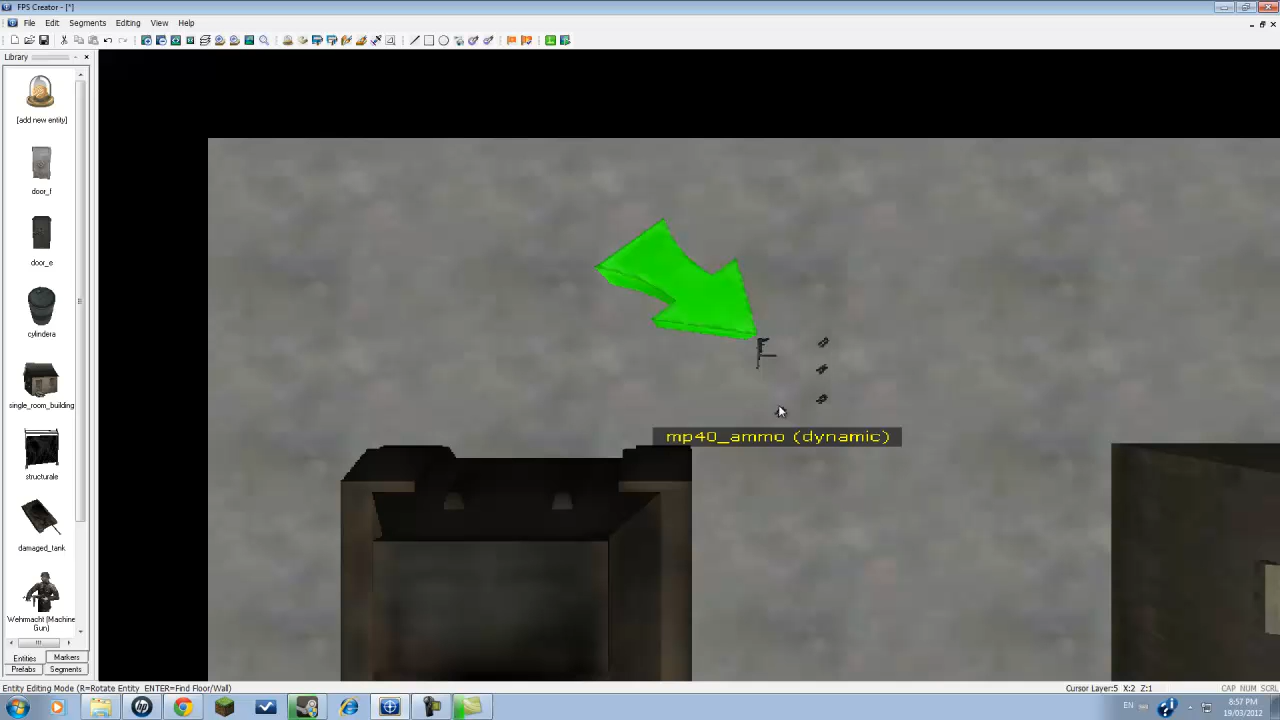 FPS Creator - [*]
File Edit Segments Editing View Help
Library
[add new entity]
door_f
door_e
cylindera
single_room_building
structurale
damaged_tank
Wehrmacht (Machine
Gun)
mp40_ammo (dynamic)
Entities Markers
Prefabs Segments
Entity Editing Mode (R=Rotate Entity ENTER=Find Floor/Wall)
Cursor Layer:5 X:2 Z:1
CAP NUM SCRL
EN
8:57 PM
19/03/2012